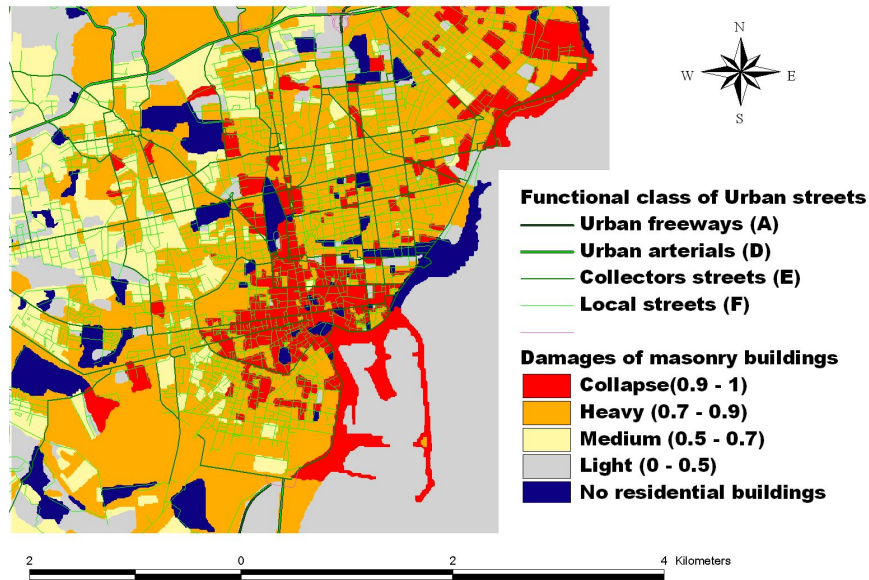 N
W E
S
Functional class of Urban streets
Urban freeways (A)
Urban arterials (D)
Collectors streets (E)
Local streets (F)
Damages of masonry buildings
Collapse(0.9 - 1)
Heavy (0.7 - 0.9)
Medium (0.5 - 0.7)
Light (0 - 0.5)
No residential buildings
2 0 2 4 Kilometers